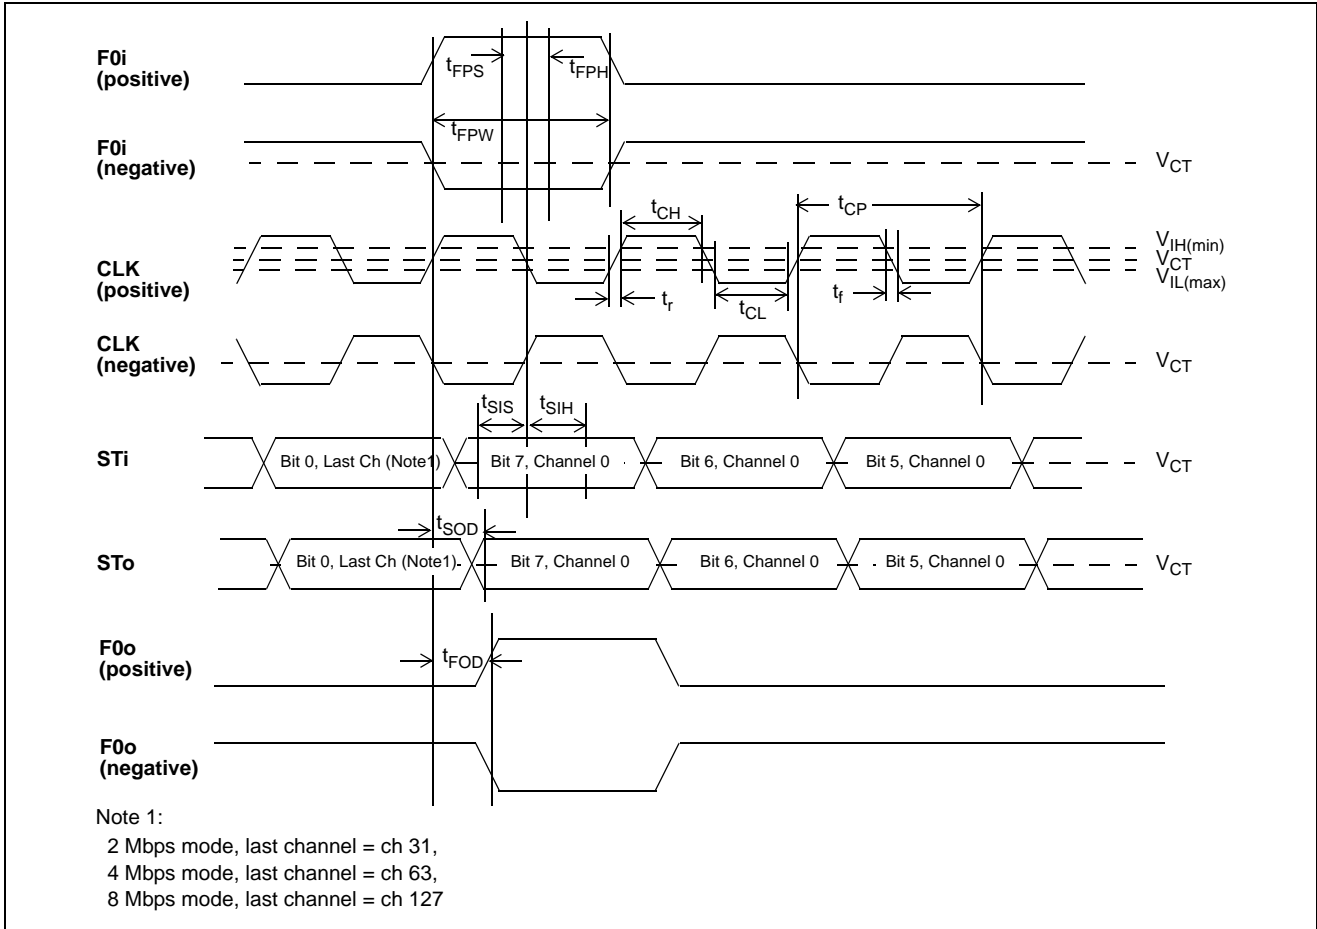 F0i
(positive)
tFPS
tFPH
tFPW
F0i
(negative)
VCT
tCH
tCP
VIH(min)
VCT
VIL(max)
CLK
(positive)
tr
tCL
tf
CLK
(negative)
VCT
tSIS
tSIH
STi
Bit 0, Last Ch (Note1)
Bit 7, Channel 0
Bit 6, Channel 0
Bit 5, Channel 0
VCT
tSOD
STo
Bit 0, Last Ch (Note1)
Bit 7, Channel 0
Bit 6, Channel 0
Bit 5, Channel 0
VCT
F0o
(positive)
tFOD
F0o
(negative)
Note 1:
2 Mbps mode, last channel = ch 31,
4 Mbps mode, last channel = ch 63,
8 Mbps mode, last channel = ch 127